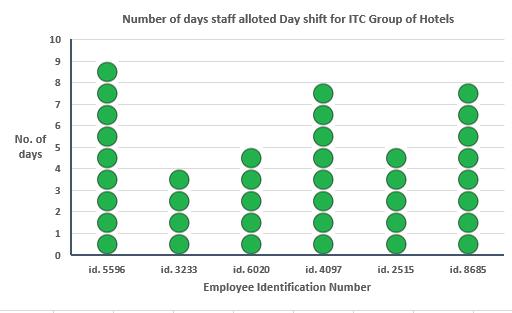 Number of days staff alloted Day shift for ITC Group of Hotels
10
9
8
7
6
5
4
3
2
1
0
No. of
days
id. 5596 id. 3233 id. 6020 id. 4097 id. 2515 id. 8685
Employee Identification Number